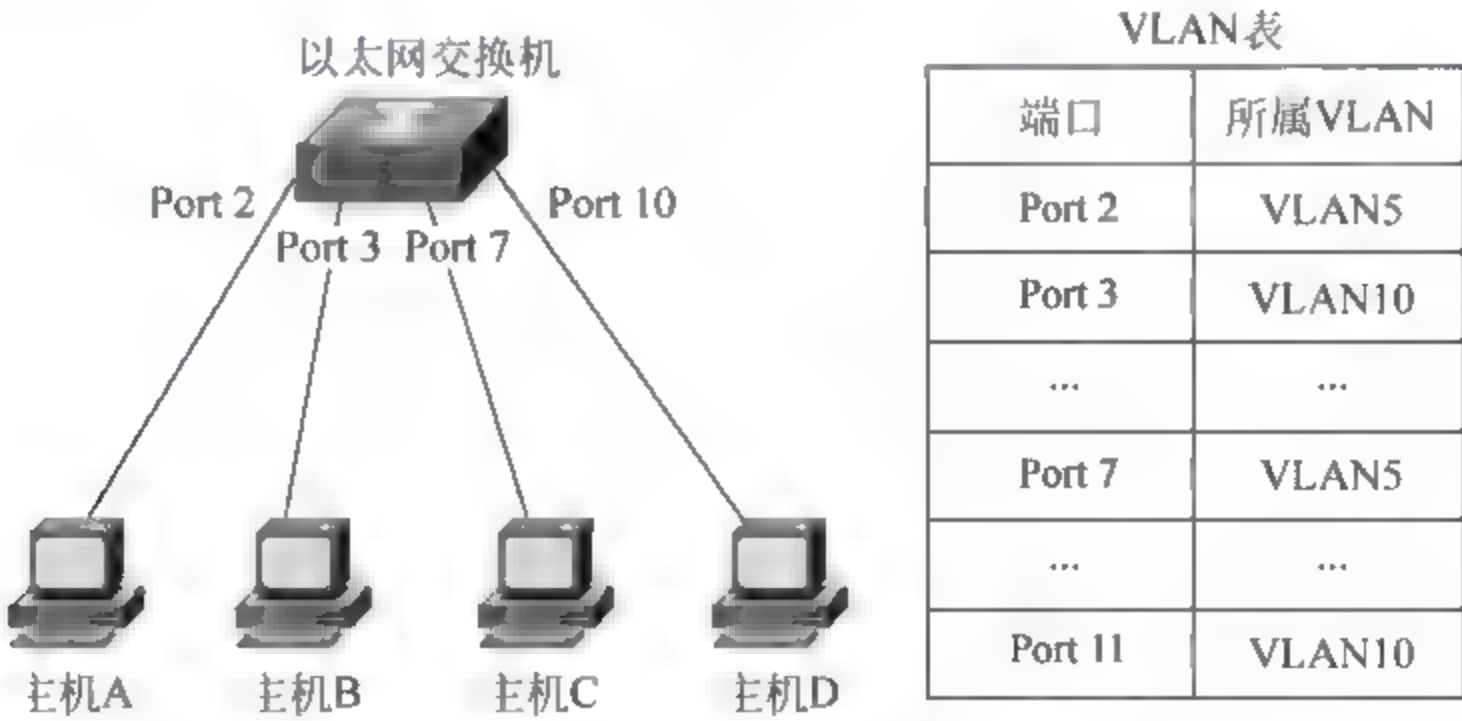 以太网交换机
Port 2
Port 3
Port 7
Port 10
主机A
主机B
主机C
主机D
VLAN表
端口 所属VLAN
Port 2 VLAN5
Port 3 VLAN10
... ...
Port 7 VLAN5
... ...
Port 11 VLAN10